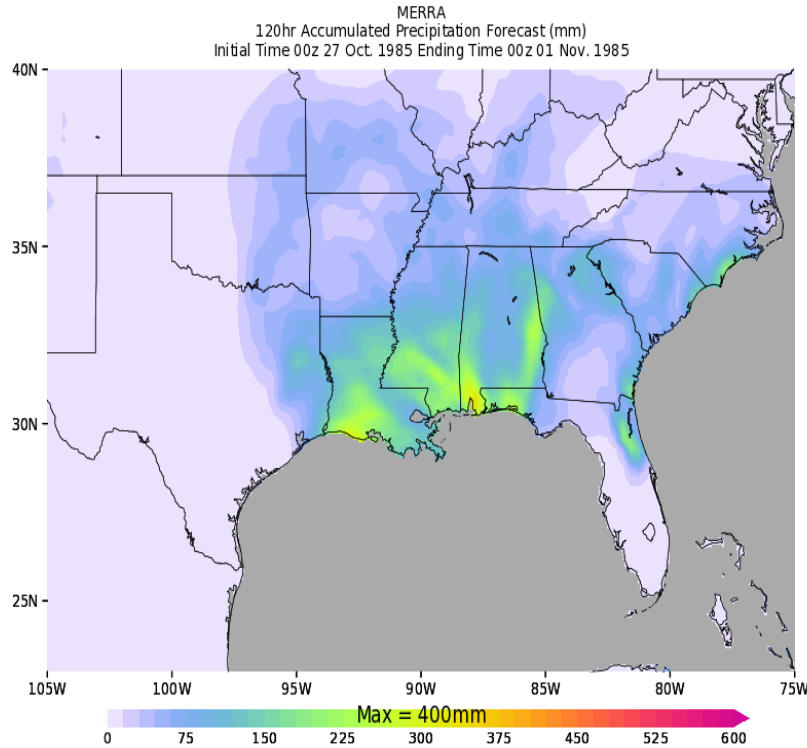 MERRA
120hr Accumulated Precipitation Forecast (mm)
Initial Time 00z 27 Oct. 1985 Ending Time 00z 01 Nov. 1985
40N
35N
30N
25N
105W 100W 95W 90W 85W 80W 75W
Max = 400mm
0 75 150 225 300 375 450 525 600